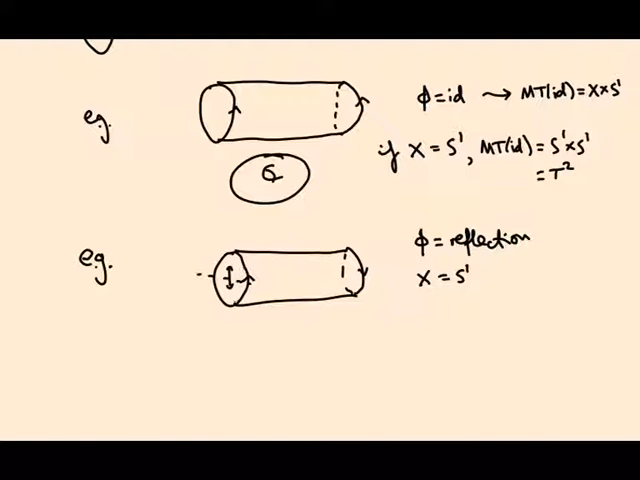 e.g.
φ = id ⟿ MT(id) = X × S¹
if X = S¹, MT(id) = S¹ × S¹
= T²
e.g.
φ = reflection
X = S¹